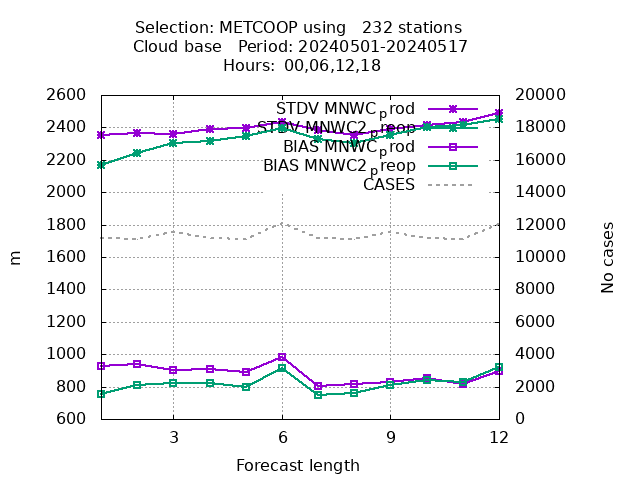 Selection: METCOOP using   232 stations
Cloud base   Period: 20240501-20240517
Hours: 00,06,12,18
2600
2400
2200
2000
1800
1600
1400
1200
1000
800
600
m
STDV MNWC_prod
STDV MNWC2_preop
BIAS MNWC_prod
BIAS MNWC2_preop
CASES
20000
18000
16000
14000
12000
10000
8000
6000
4000
2000
0
No cases
3
6
9
12
Forecast length